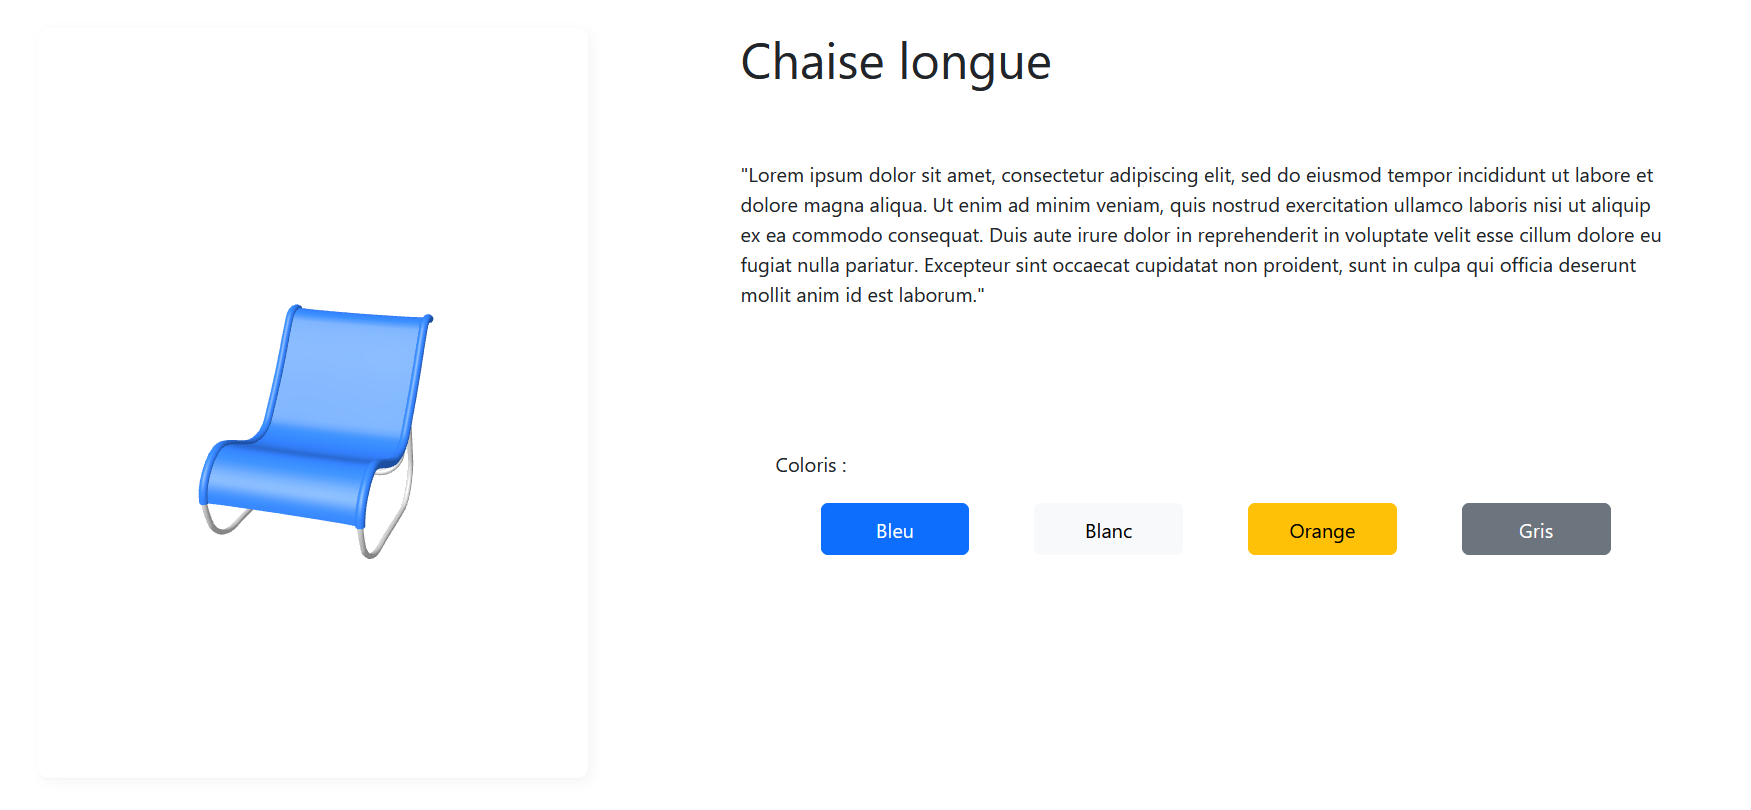 Chaise longue
"Lorem ipsum dolor sit amet, consectetur adipiscing elit, sed do eiusmod tempor incididunt ut labore et
dolore magna aliqua. Ut enim ad minim veniam, quis nostrud exercitation ullamco laboris nisi ut aliquip
ex ea commodo consequat. Duis aute irure dolor in reprehenderit in voluptate velit esse cillum dolore eu
fugiat nulla pariatur. Excepteur sint occaecat cupidatat non proident, sunt in culpa qui officia deserunt
mollit anim id est laborum."
Coloris :
Bleu
Blanc
Orange
Gris